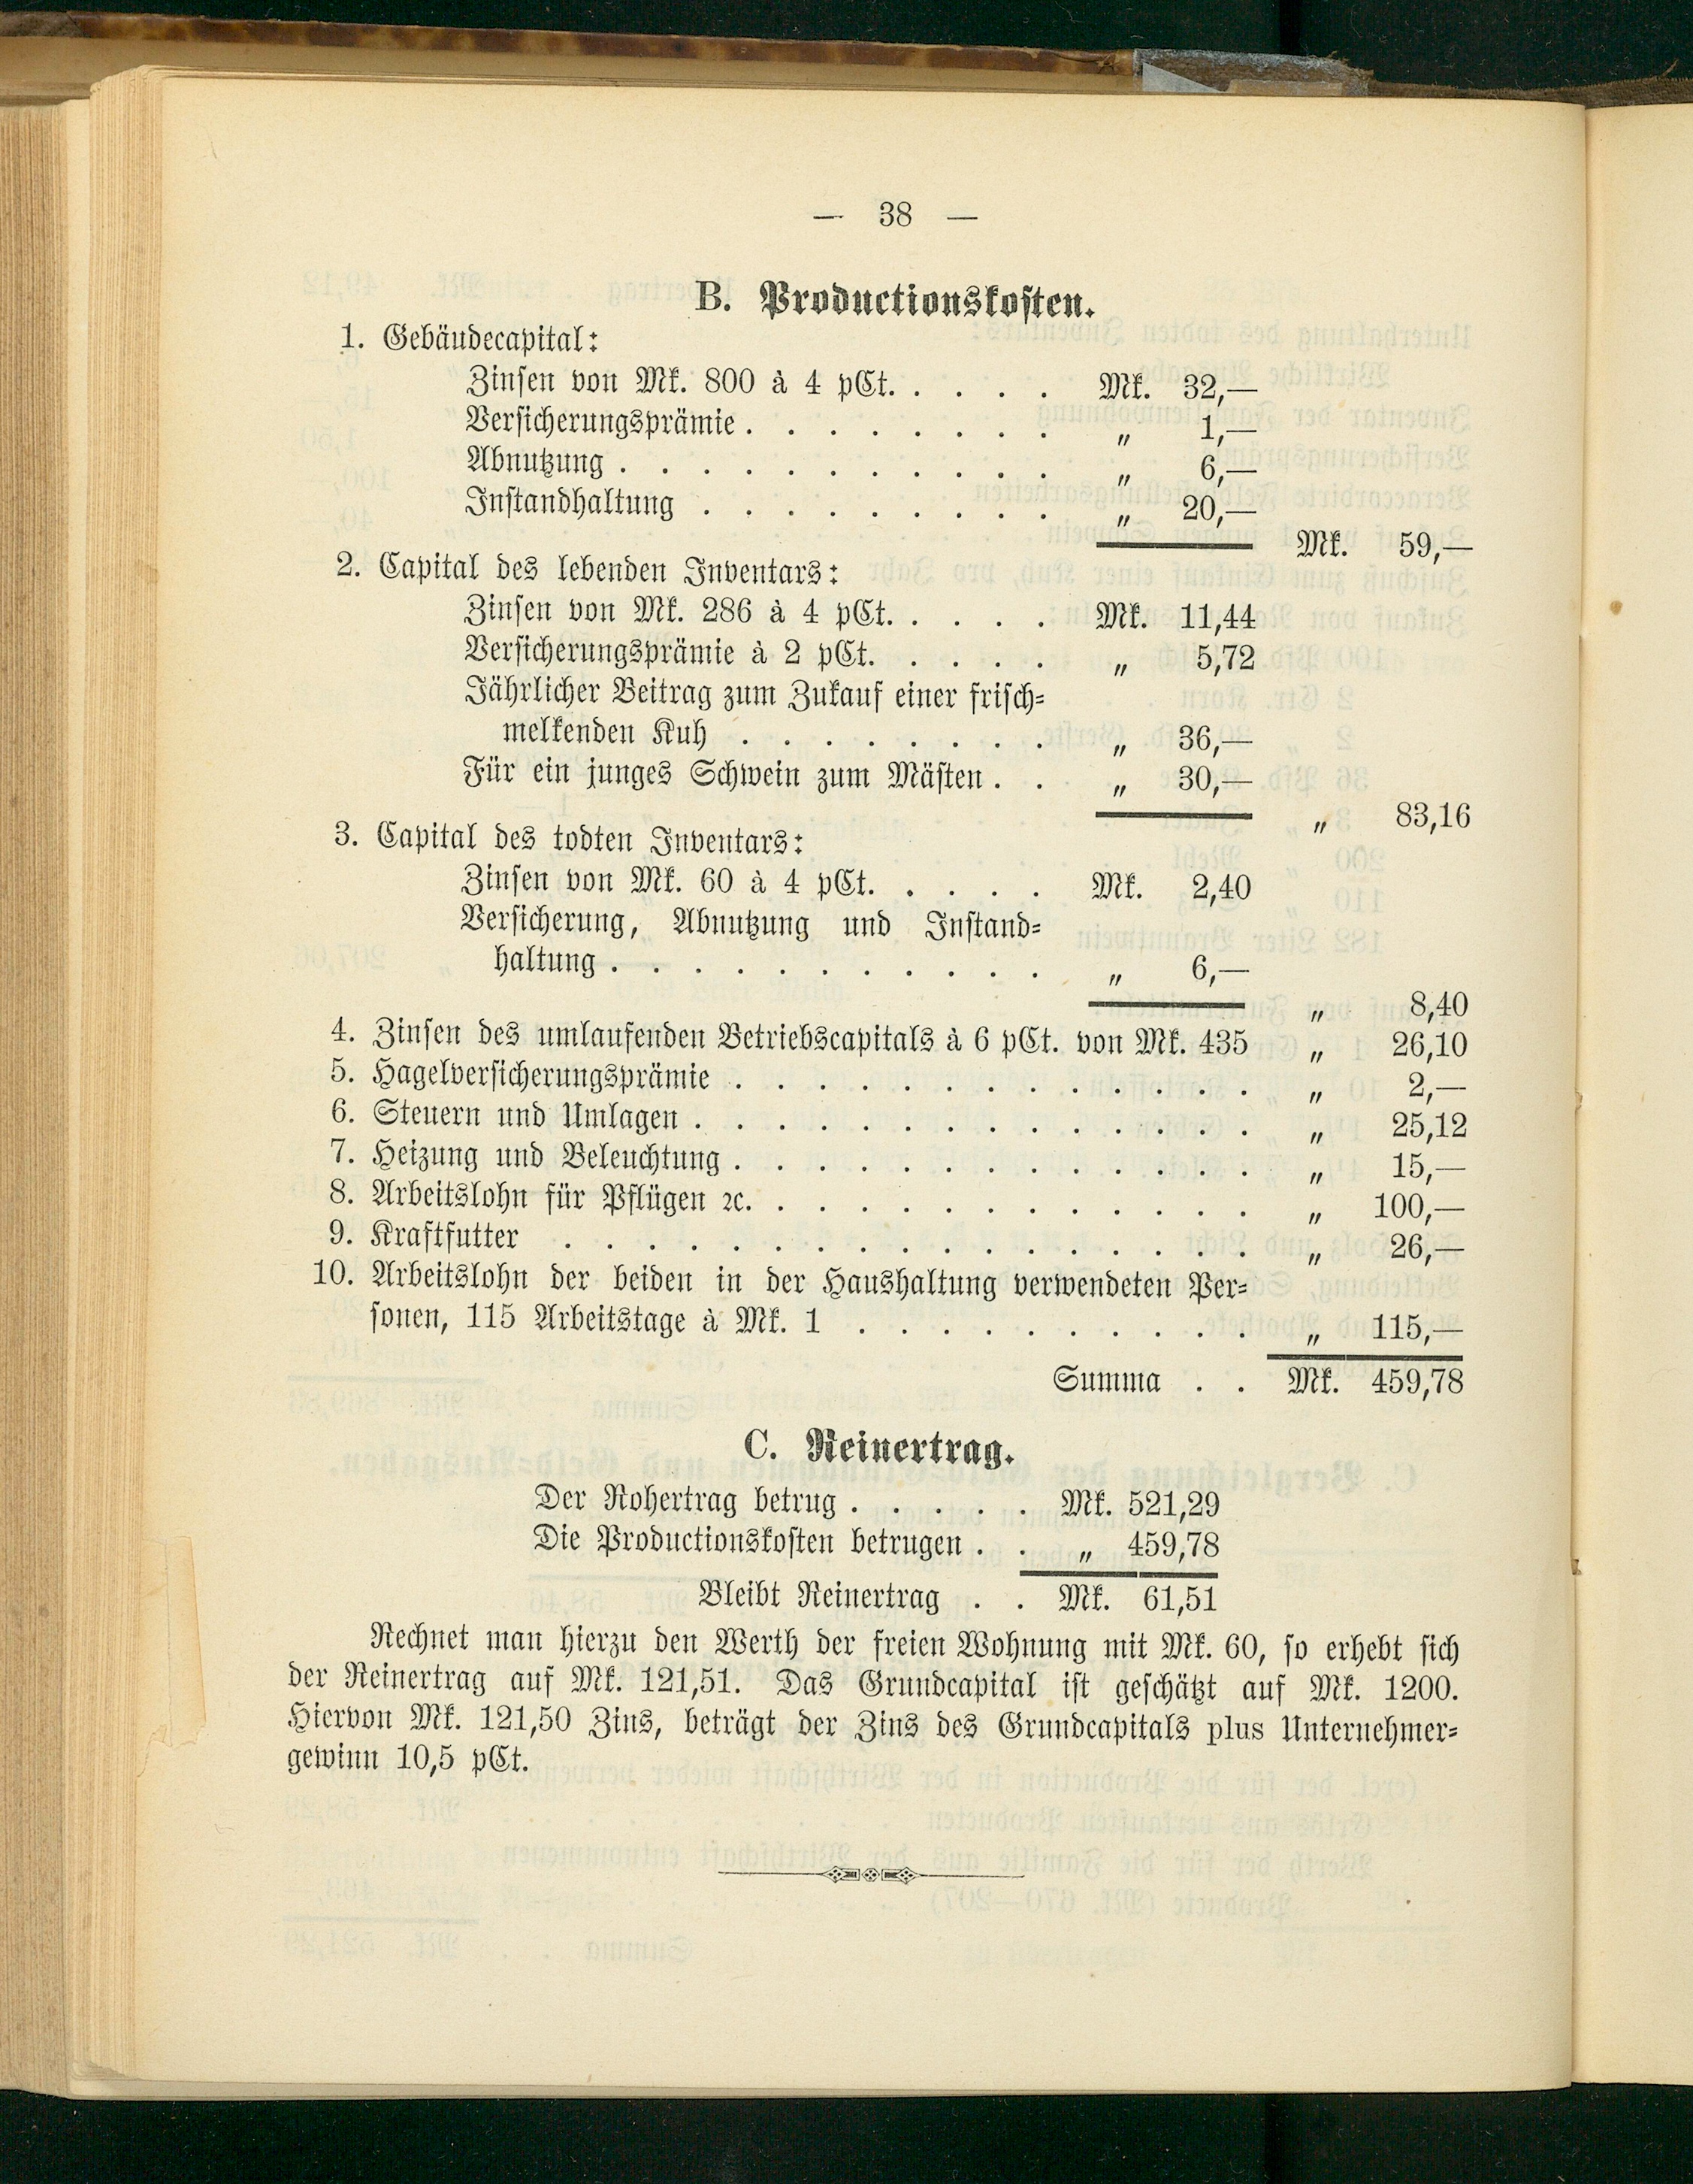 — 38 —
B. Productionskosten.
1. Gebäudecapital:
Zinsen von Mk. 800 à 4 pCt. . . . . Mk. 32,—
Versicherungsprämie . . . . . . . . „ 1,—
Abnutzung . . . . . . . . . . . „ 6,—
Instandhaltung . . . . . . . . . „ 20,—
Mk. 59,—
2. Capital des lebenden Inventars:
Zinsen von Mk. 286 à 4 pCt. . . . . Mk. 11,44
Versicherungsprämie à 2 pCt. . . . . „ 5,72
Jährlicher Beitrag zum Zukauf einer frisch-
melkenden Kuh . . . . . . . . „ 36,—
Für ein junges Schwein zum Mästen . . „ 30,—
„ 83,16
3. Capital des todten Inventars:
Zinsen von Mk. 60 à 4 pCt. . . . . Mk. 2,40
Versicherung, Abnutzung und Instand-
haltung . . . . . . . . . . . „ 6,—
„ 8,40
4. Zinsen des umlaufenden Betriebscapitals à 6 pCt. von Mk. 435 „ 26,10
5. Hagelversicherungsprämie . . . . . . . . . . . . . „ 2,—
6. Steuern und Umlagen . . . . . . . . . . . . . . „ 25,12
7. Heizung und Beleuchtung . . . . . . . . . . . . . „ 15,—
8. Arbeitslohn für Pflügen ꝛc. . . . . . . . . . . . . „ 100,—
9. Kraftfutter . . . . . . . . . . . . . . . . . „ 26,—
10. Arbeitslohn der beiden in der Haushaltung verwendeten Per-
sonen, 115 Arbeitstage à Mk. 1 . . . . . . . . . . „ 115,—
Summa . . Mk. 459,78
C. Reinertrag.
Der Rohertrag betrug . . . . . Mk. 521,29
Die Productionskosten betrugen . . „ 459,78
Bleibt Reinertrag . . Mk. 61,51
Rechnet man hierzu den Werth der freien Wohnung mit Mk. 60, so erhebt sich
der Reinertrag auf Mk. 121,51. Das Grundcapital ist geschätzt auf Mk. 1200.
Hiervon Mk. 121,50 Zins, beträgt der Zins des Grundcapitals plus Unternehmer-
gewinn 10,5 pCt.